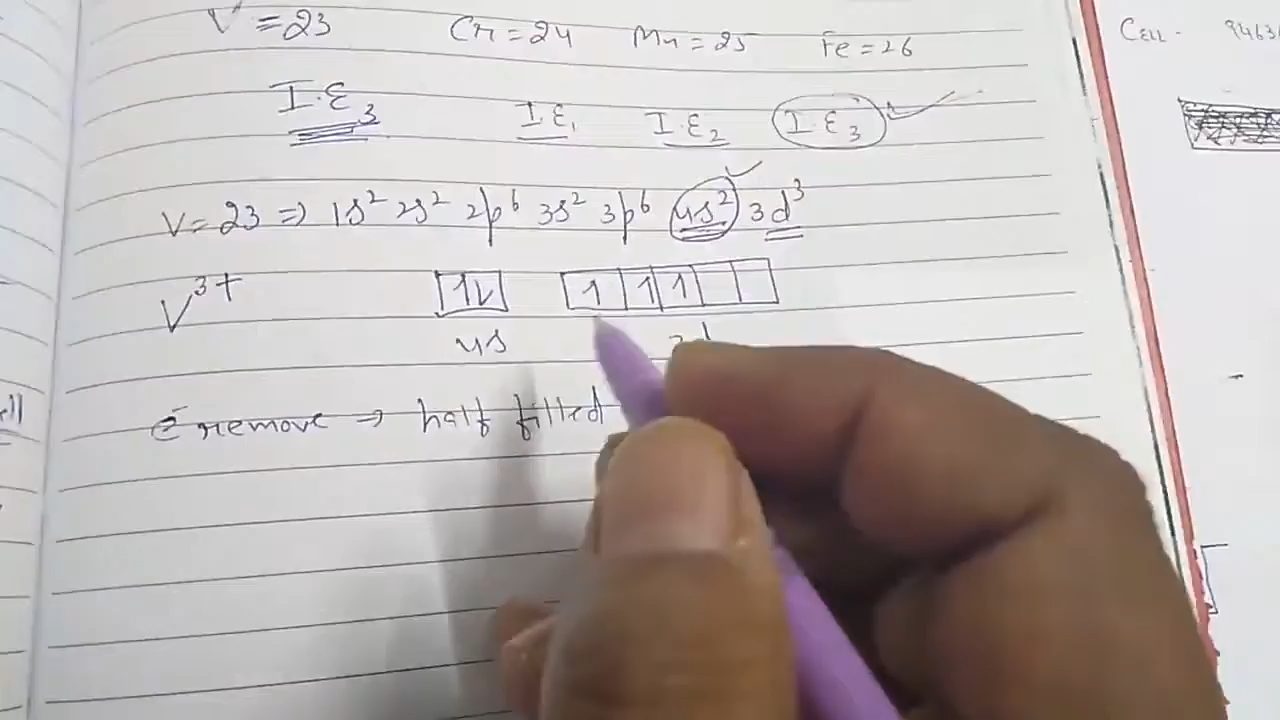 V = 23 Cr = 24 Mn = 25 Fe = 26
I.E₃ I.E₁ I.E₂ I.E₃
V = 23 ⇒ 1s² 2s² 2p⁶ 3s² 3p⁶ 4s² 3d³
V³⁺ 1 1 1
4s
e⁻ remove → half filled
CELL -